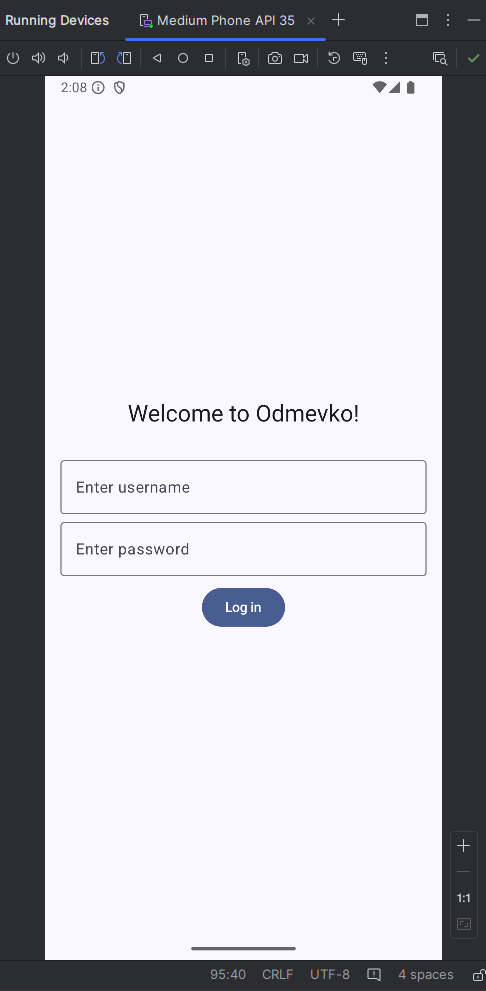 Running Devices
Medium Phone API 35
2:08
Welcome to Odmevko!
Enter username
Enter password
Log in
1:1
95:40 CRLF UTF-8 4 spaces